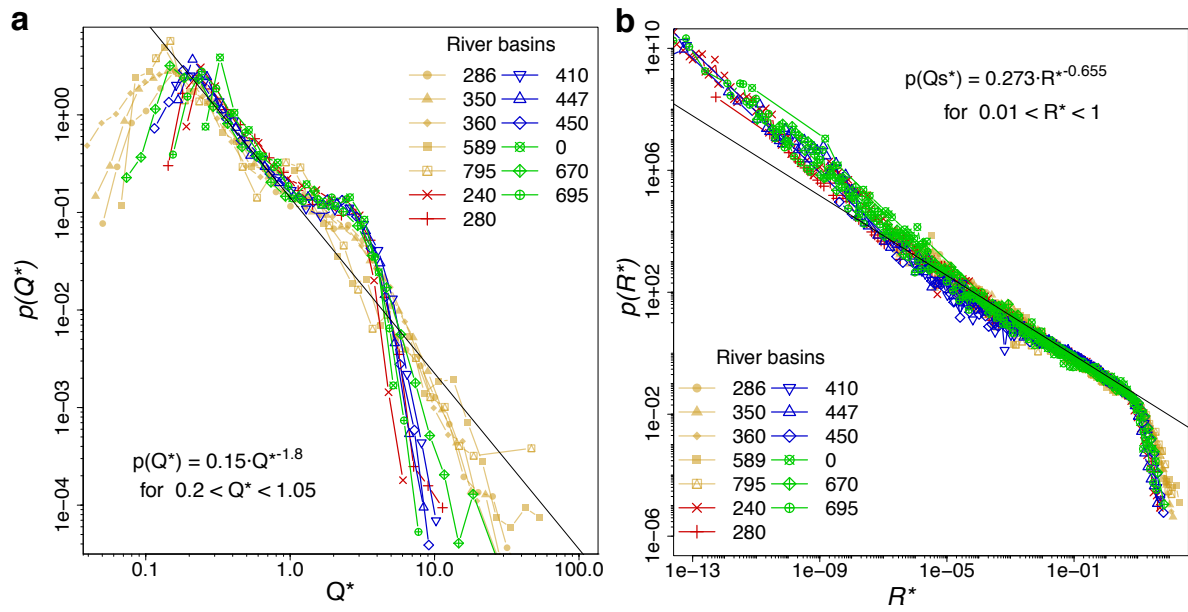 a
River basins
286 410
350 447
360 450
589 0
795 670
240 695
280
p(Q*) = 0.15·Q*-1.8
for 0.2 < Q* < 1.05
1e+00
1e-01
1e-02
1e-03
1e-04
p(Q*)
0.1 1.0 10.0 100.0
Q*
b
p(Qs*) = 0.273·R*-0.655
for 0.01 < R* < 1
River basins
286 410
350 447
360 450
589 0
795 670
240 695
280
1e+10
1e+06
1e+02
1e-02
1e-06
p(R*)
1e-13 1e-09 1e-05 1e-01
R*